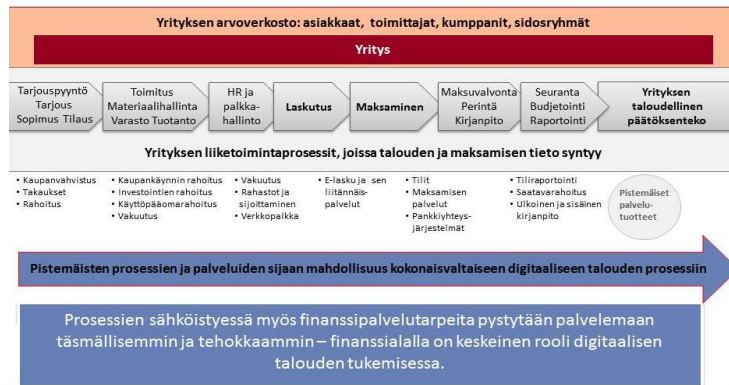 Yrityksen arvoverkosto: asiakkaat, toimittajat, kumppanit, sidosryhmät
Yritys
Tarjouspyyntö
Tarjous
Sopimus Tilaus
Toimitus
Materiaalihallinta
Varasto Tuotanto
HR ja
palkka-
hallinto
Laskutus
Maksaminen
Maksuvalvonta
Perintä
Kirjanpito
Seuranta
Budjetointi
Raportointi
Yrityksen
taloudellinen
päätöksenteko
Yrityksen liiketoimintaprosessit, joissa talouden ja maksamisen tieto syntyy
• Kaupanvahvistus
• Takaukset
• Rahoitus
• Kaupankäynnin rahoitus
• Investointien rahoitus
• Käyttöpääomarahoitus
• Vakuutus
• Vakuutus
• Rahastot ja
sijoittaminen
• Verkkopalkka
• E-lasku ja sen
liitännäis-
palvelut
• Tilit
• Maksamisen
palvelut
• Pankkiyhteys-
järjestelmät
• Tiliraportointi
• Saatavarahoitus
• Ulkoinen ja sisäinen
kirjanpito
Pistemäiset
palvelu-
tuotteet
Pistemäisten prosessien ja palveluiden sijaan mahdollisuus kokonaisvaltaiseen digitaaliseen talouden prosessiin
Prosessien sähköistyessä myös finanssipalvelutarpeita pystytään palvelemaan
täsmällisemmin ja tehokkaammin – finanssialalla on keskeinen rooli digitaalisen
talouden tukemisessa.